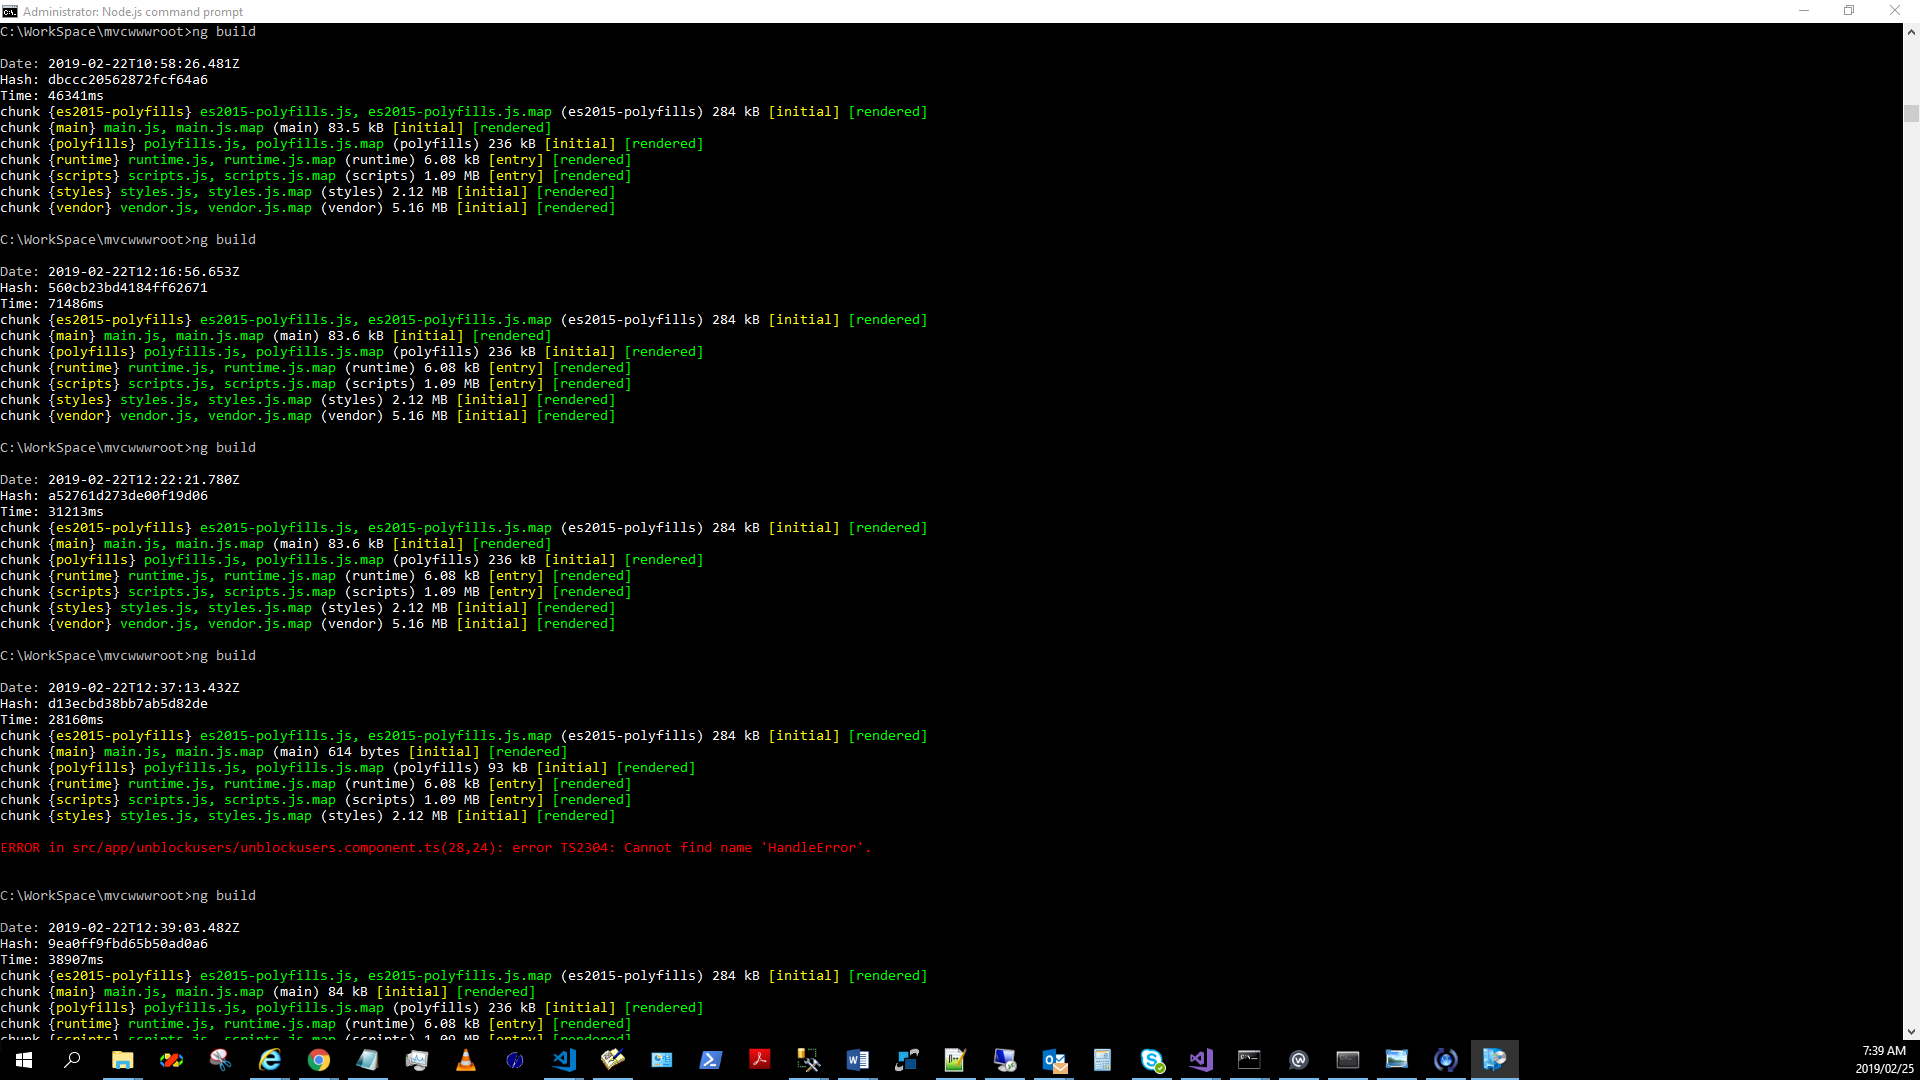 Administrator: Node.js command prompt
C:\WorkSpace\mvcwwwroot>ng build
Date: 2019-02-22T10:58:26.481Z
Hash: dbccc20562872fcf64a6
Time: 46341ms
chunk {es2015-polyfills} es2015-polyfills.js, es2015-polyfills.js.map (es2015-polyfills) 284 kB [initial] [rendered]
chunk {main} main.js, main.js.map (main) 83.5 kB [initial] [rendered]
chunk {polyfills} polyfills.js, polyfills.js.map (polyfills) 236 kB [initial] [rendered]
chunk {runtime} runtime.js, runtime.js.map (runtime) 6.08 kB [entry] [rendered]
chunk {scripts} scripts.js, scripts.js.map (scripts) 1.09 MB [entry] [rendered]
chunk {styles} styles.js, styles.js.map (styles) 2.12 MB [initial] [rendered]
chunk {vendor} vendor.js, vendor.js.map (vendor) 5.16 MB [initial] [rendered]
C:\WorkSpace\mvcwwwroot>ng build
Date: 2019-02-22T12:16:56.653Z
Hash: 560cb23bd4184ff62671
Time: 71486ms
chunk {es2015-polyfills} es2015-polyfills.js, es2015-polyfills.js.map (es2015-polyfills) 284 kB [initial] [rendered]
chunk {main} main.js, main.js.map (main) 83.6 kB [initial] [rendered]
chunk {polyfills} polyfills.js, polyfills.js.map (polyfills) 236 kB [initial] [rendered]
chunk {runtime} runtime.js, runtime.js.map (runtime) 6.08 kB [entry] [rendered]
chunk {scripts} scripts.js, scripts.js.map (scripts) 1.09 MB [entry] [rendered]
chunk {styles} styles.js, styles.js.map (styles) 2.12 MB [initial] [rendered]
chunk {vendor} vendor.js, vendor.js.map (vendor) 5.16 MB [initial] [rendered]
C:\WorkSpace\mvcwwwroot>ng build
Date: 2019-02-22T12:22:21.780Z
Hash: a52761d273de00f19d06
Time: 31213ms
chunk {es2015-polyfills} es2015-polyfills.js, es2015-polyfills.js.map (es2015-polyfills) 284 kB [initial] [rendered]
chunk {main} main.js, main.js.map (main) 83.6 kB [initial] [rendered]
chunk {polyfills} polyfills.js, polyfills.js.map (polyfills) 236 kB [initial] [rendered]
chunk {runtime} runtime.js, runtime.js.map (runtime) 6.08 kB [entry] [rendered]
chunk {scripts} scripts.js, scripts.js.map (scripts) 1.09 MB [entry] [rendered]
chunk {styles} styles.js, styles.js.map (styles) 2.12 MB [initial] [rendered]
chunk {vendor} vendor.js, vendor.js.map (vendor) 5.16 MB [initial] [rendered]
C:\WorkSpace\mvcwwwroot>ng build
Date: 2019-02-22T12:37:13.432Z
Hash: d13ecbd38bb7ab5d82de
Time: 28160ms
chunk {es2015-polyfills} es2015-polyfills.js, es2015-polyfills.js.map (es2015-polyfills) 284 kB [initial] [rendered]
chunk {main} main.js, main.js.map (main) 614 bytes [initial] [rendered]
chunk {polyfills} polyfills.js, polyfills.js.map (polyfills) 93 kB [initial] [rendered]
chunk {runtime} runtime.js, runtime.js.map (runtime) 6.08 kB [entry] [rendered]
chunk {scripts} scripts.js, scripts.js.map (scripts) 1.09 MB [entry] [rendered]
chunk {styles} styles.js, styles.js.map (styles) 2.12 MB [initial] [rendered]
ERROR in src/app/unblockusers/unblockusers.component.ts(28,24): error TS2304: Cannot find name 'HandleError'.
C:\WorkSpace\mvcwwwroot>ng build
Date: 2019-02-22T12:39:03.482Z
Hash: 9ea0ff9fbd65b50ad0a6
Time: 38907ms
chunk {es2015-polyfills} es2015-polyfills.js, es2015-polyfills.js.map (es2015-polyfills) 284 kB [initial] [rendered]
chunk {main} main.js, main.js.map (main) 84 kB [initial] [rendered]
chunk {polyfills} polyfills.js, polyfills.js.map (polyfills) 236 kB [initial] [rendered]
chunk {runtime} runtime.js, runtime.js.map (runtime) 6.08 kB [entry] [rendered]
chunk {scripts} scripts.js, scripts.js.map (scripts) 1.09 MB [entry] [rendered]
7:39 AM
2019/02/25